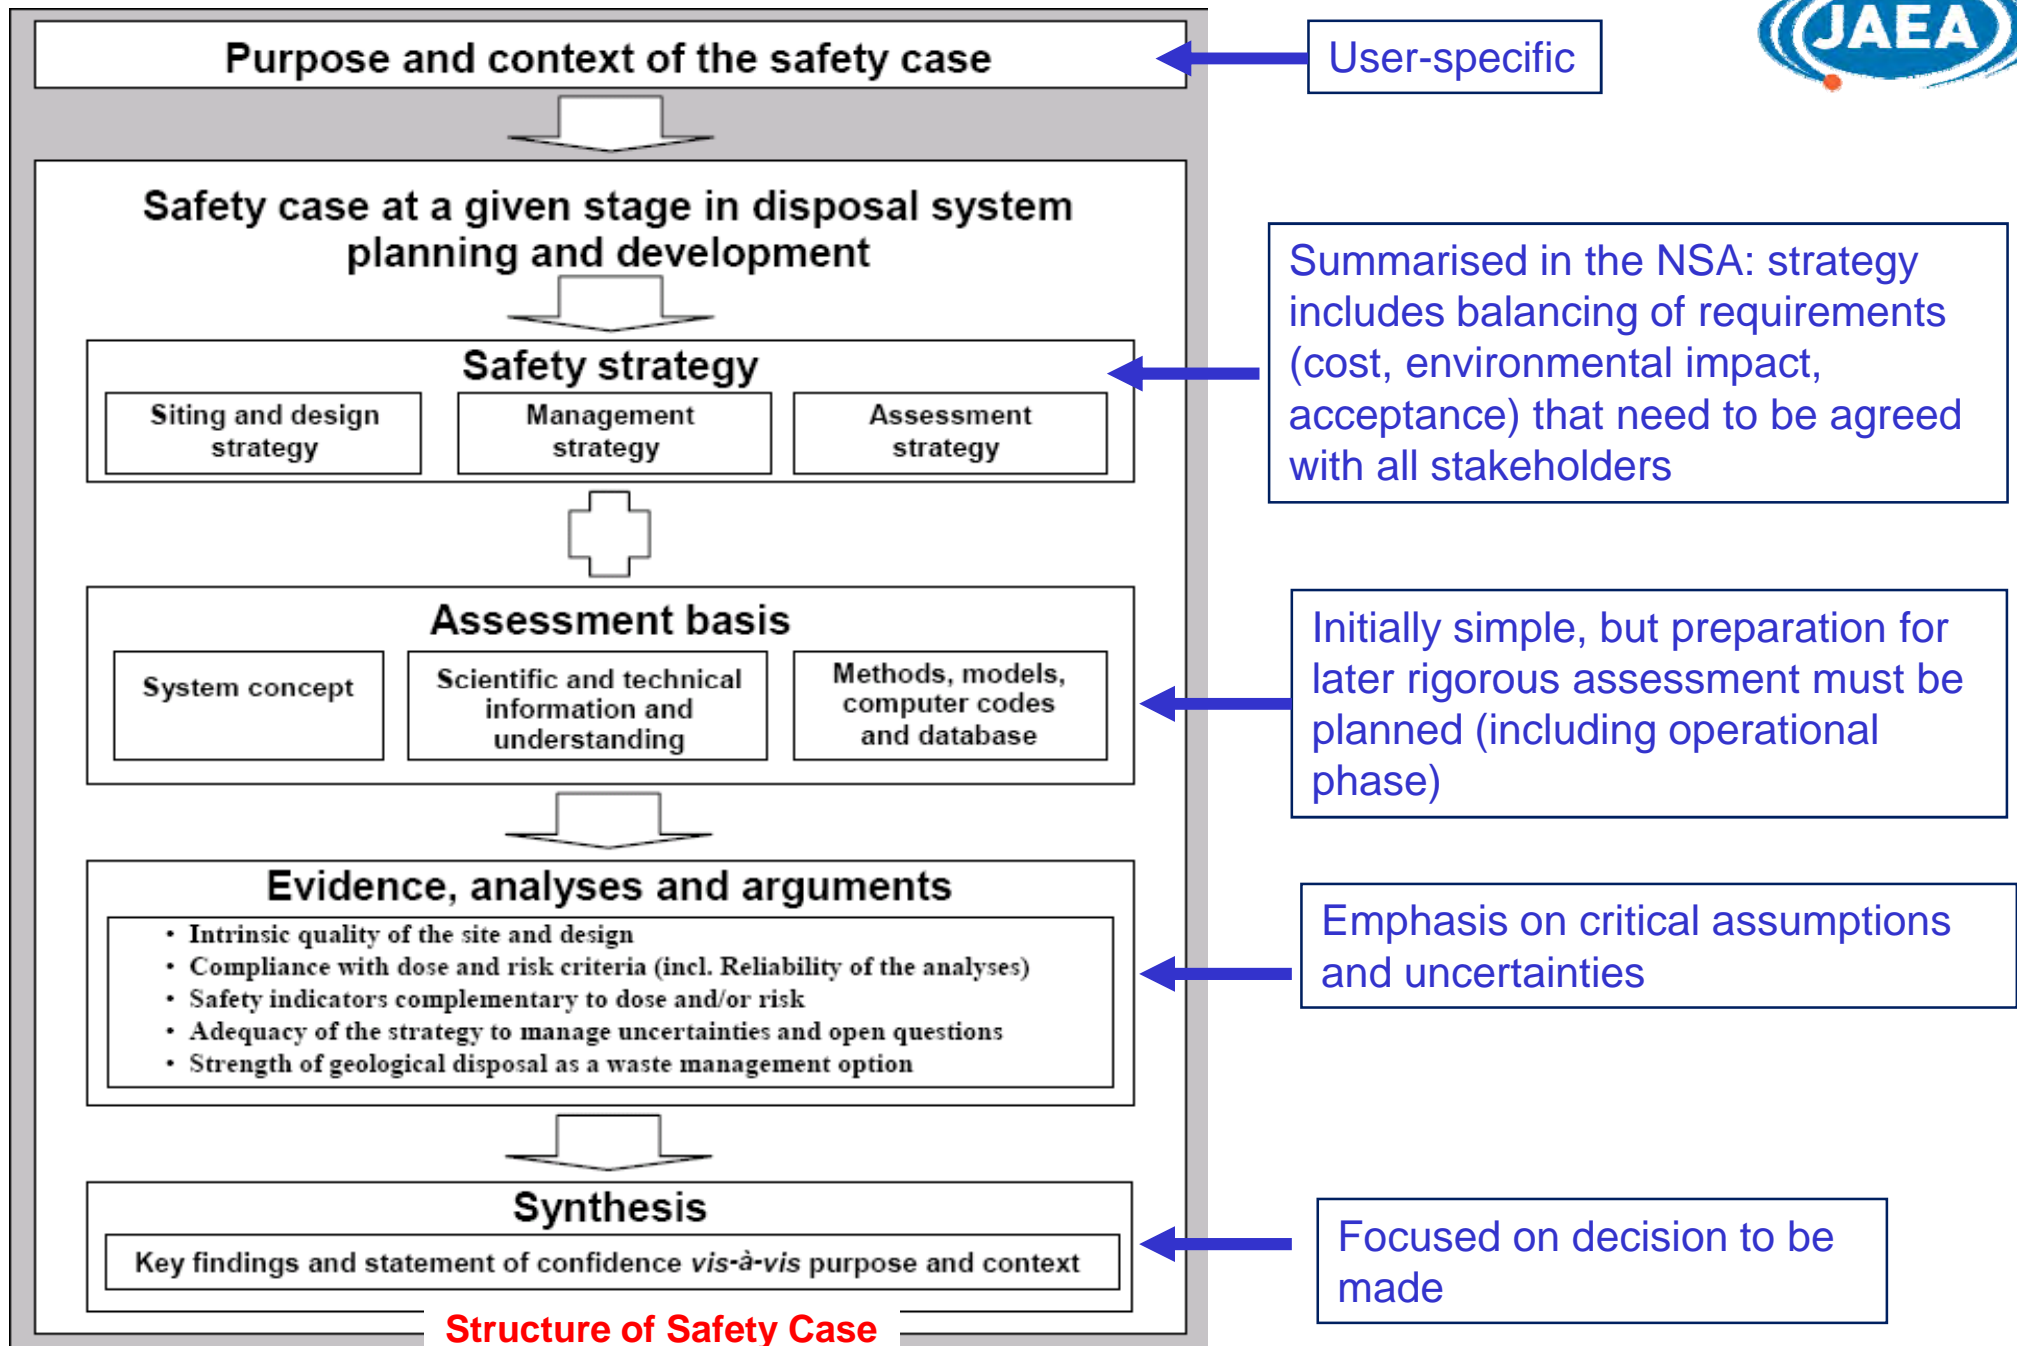 JAEA
Purpose and context of the safety case
User-specific
Safety case at a given stage in disposal system
planning and development
Safety strategy
Siting and design
strategy
Management
strategy
Assessment
strategy
Summarised in the NSA: strategy
includes balancing of requirements
(cost, environmental impact,
acceptance) that need to be agreed
with all stakeholders
Assessment basis
System concept
Scientific and technical
information and
understanding
Methods, models,
computer codes
and database
Initially simple, but preparation for
later rigorous assessment must be
planned (including operational
phase)
Evidence, analyses and arguments
• Intrinsic quality of the site and design
• Compliance with dose and risk criteria (incl. Reliability of the analyses)
• Safety indicators complementary to dose and/or risk
• Adequacy of the strategy to manage uncertainties and open questions
• Strength of geological disposal as a waste management option
Emphasis on critical assumptions
and uncertainties
Synthesis
Key findings and statement of confidence vis-à-vis purpose and context
Focused on decision to be
made
Structure of Safety Case